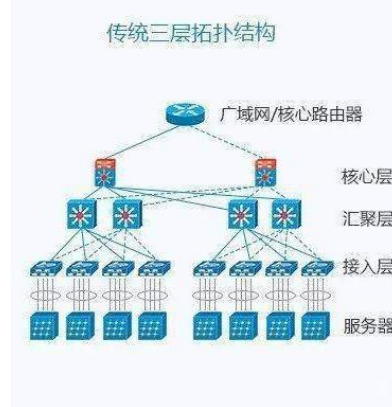 传统三层拓扑结构
广域网/核心路由器
核心层
汇聚层
接入层
服务器